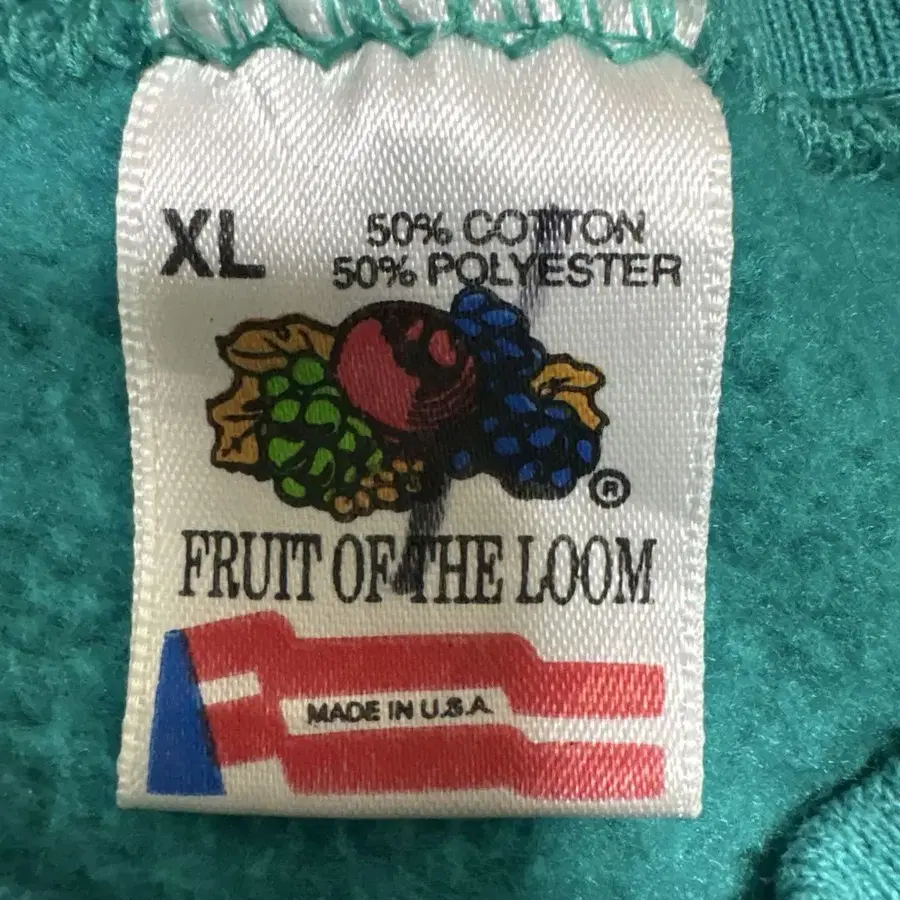 XL
50% COTTON
50% POLYESTER
®
FRUIT OF THE LOOM
MADE IN U.S.A.